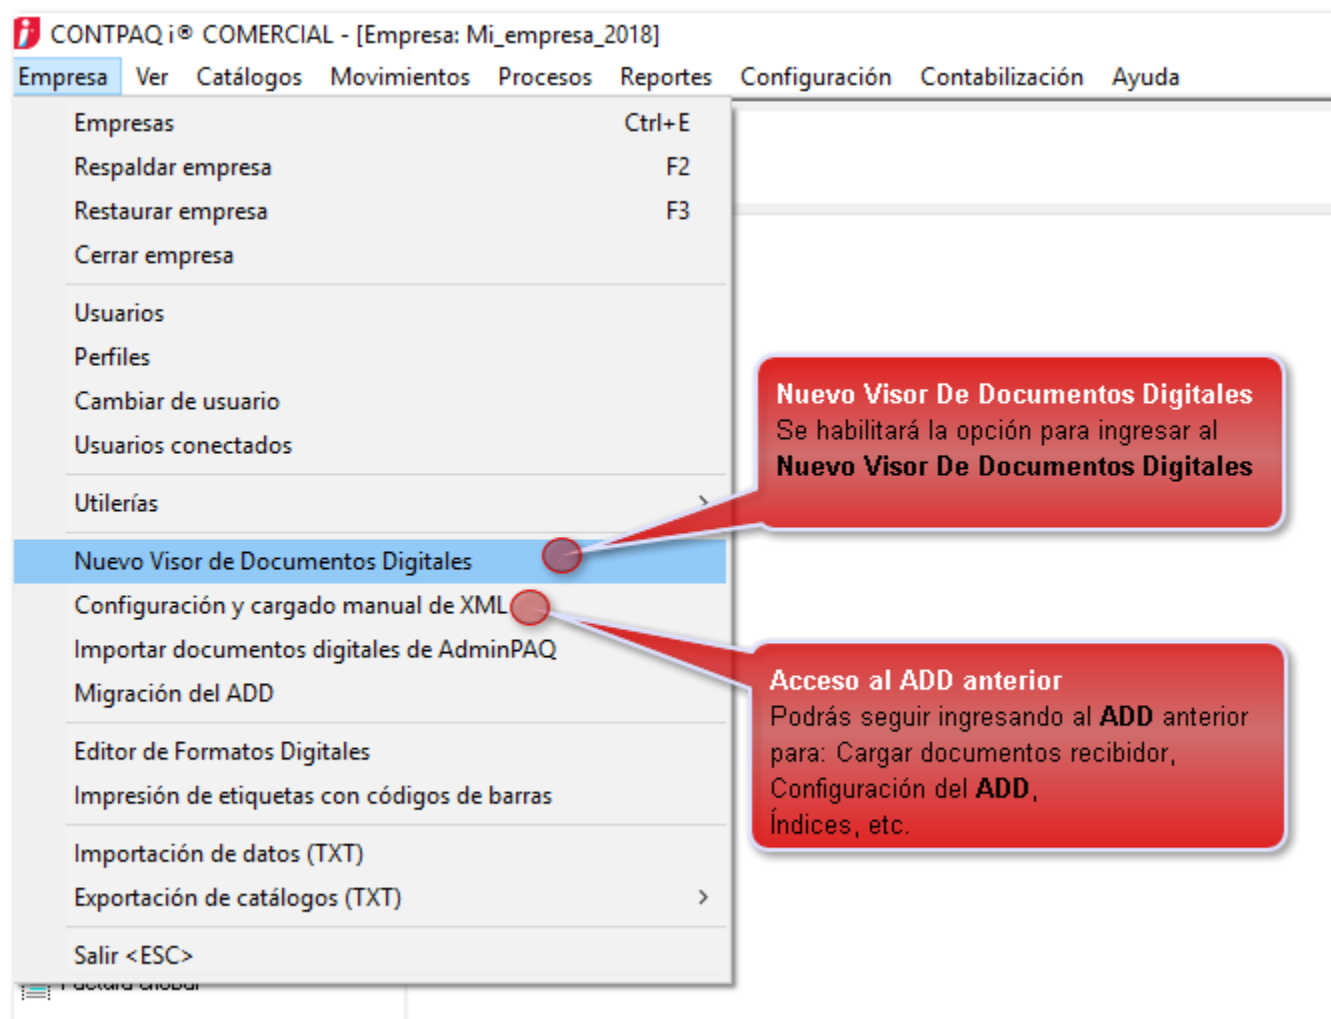 CONTPAQ i® COMERCIAL - [Empresa: Mi_empresa_2018]
Empresa Ver Catálogos Movimientos Procesos Reportes Configuración Contabilización Ayuda
Empresas Ctrl+E
Respaldar empresa F2
Restaurar empresa F3
Cerrar empresa
Usuarios
Perfiles
Cambiar de usuario
Usuarios conectados
Utilerías
Nuevo Visor de Documentos Digitales
Configuración y cargado manual de XML
Importar documentos digitales de AdminPAQ
Migración del ADD
Editor de Formatos Digitales
Impresión de etiquetas con códigos de barras
Importación de datos (TXT)
Exportación de catálogos (TXT)
Salir <ESC>
Nuevo Visor De Documentos Digitales
Se habilitará la opción para ingresar al
Nuevo Visor De Documentos Digitales
Acceso al ADD anterior
Podrás seguir ingresando al ADD anterior
para: Cargar documentos recibidor,
Configuración del ADD,
Índices, etc.